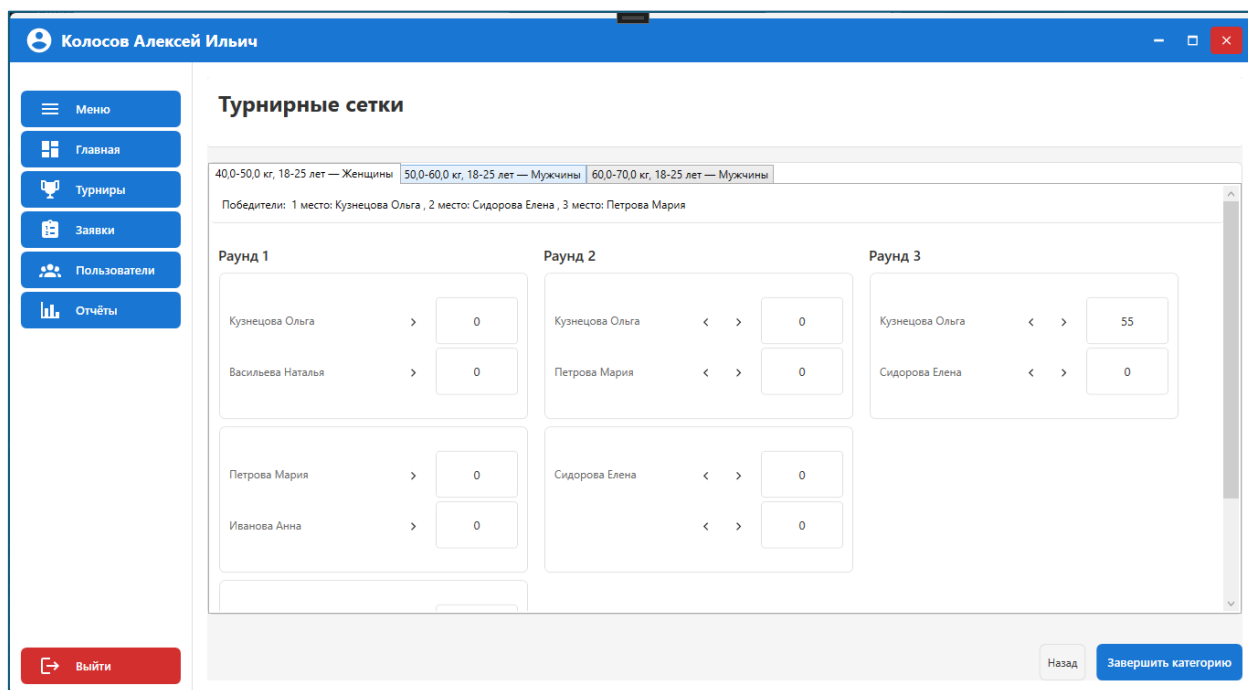 Колосов Алексей Ильич
Меню
Главная
Турниры
Заявки
Пользователи
Отчёты
Выйти
Турнирные сетки
40,0-50,0 кг, 18-25 лет — Женщины 50,0-60,0 кг, 18-25 лет — Мужчины 60,0-70,0 кг, 18-25 лет — Мужчины
Победители: 1 место: Кузнецова Ольга , 2 место: Сидорова Елена , 3 место: Петрова Мария
Раунд 1
Кузнецова Ольга > 0
Васильева Наталья > 0
Петрова Мария > 0
Иванова Анна > 0
Раунд 2
Кузнецова Ольга < > 0
Петрова Мария < > 0
Сидорова Елена < > 0
< > 0
Раунд 3
Кузнецова Ольга < > 55
Сидорова Елена < > 0
Назад
Завершить категорию